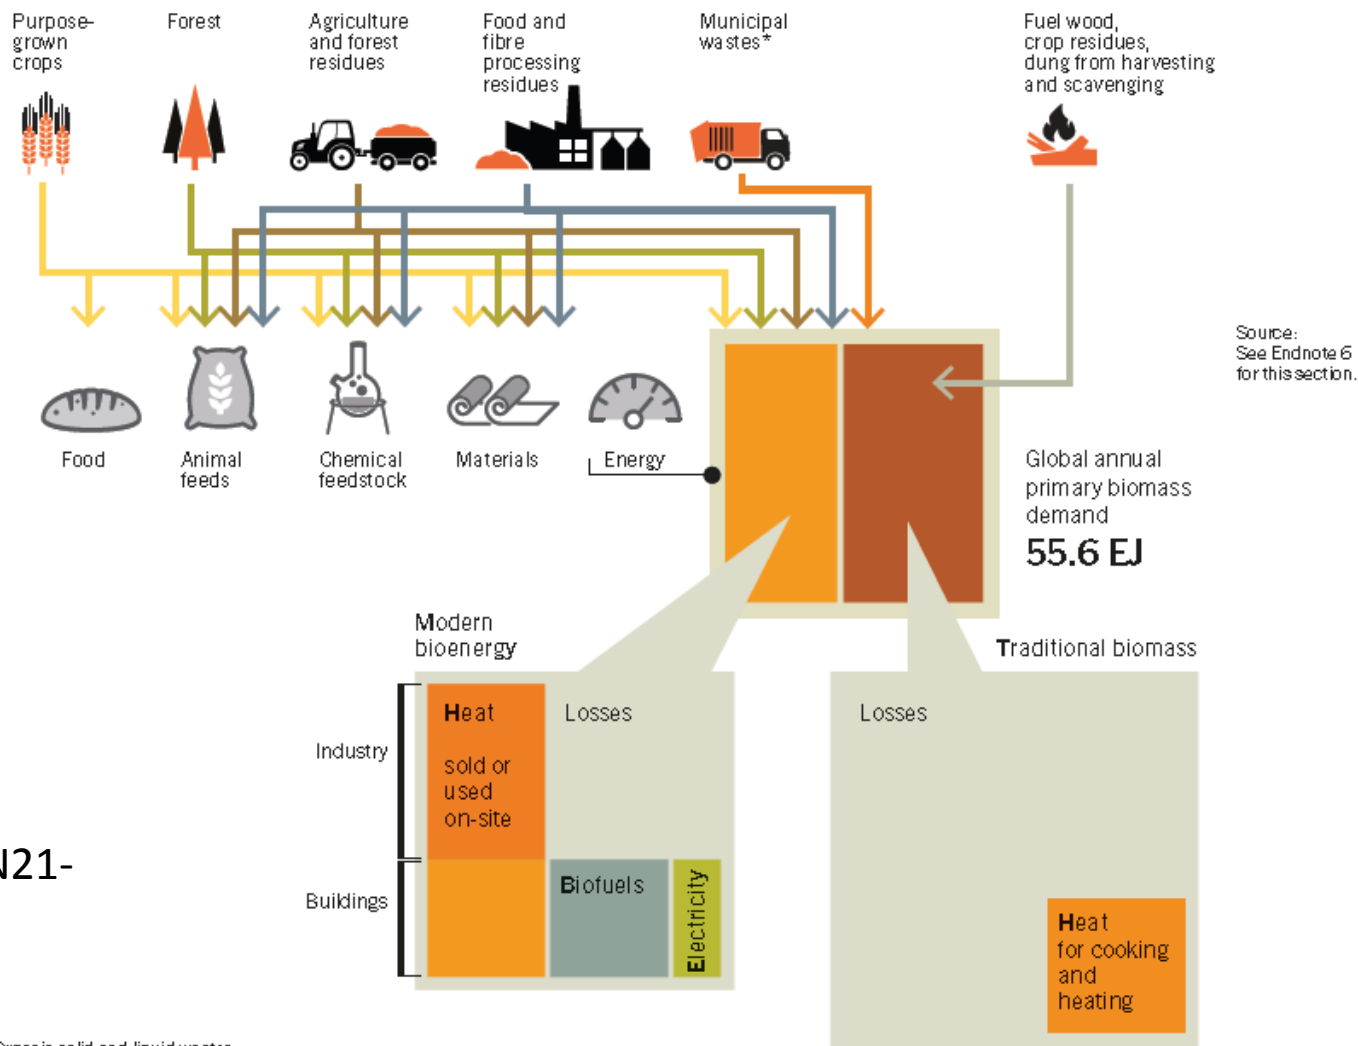 Purpose-
grown
crops
Forest
Agriculture
and forest
residues
Food and
fibre
processing
residues
Municipal
wastes*
Fuel wood,
crop residues,
dung from harvesting
and scavenging
Source:
See Endnote 6
for this section.
Food
Animal
feeds
Chemical
feedstock
Materials
Energy
Global annual
primary biomass
demand
55.6 EJ
Modern
bioenergy
Traditional biomass
Industry
Heat
sold or
used
on-site
Losses
Losses
N21-
Buildings
Biofuels
Electricity
Heat
for cooking
and
heating